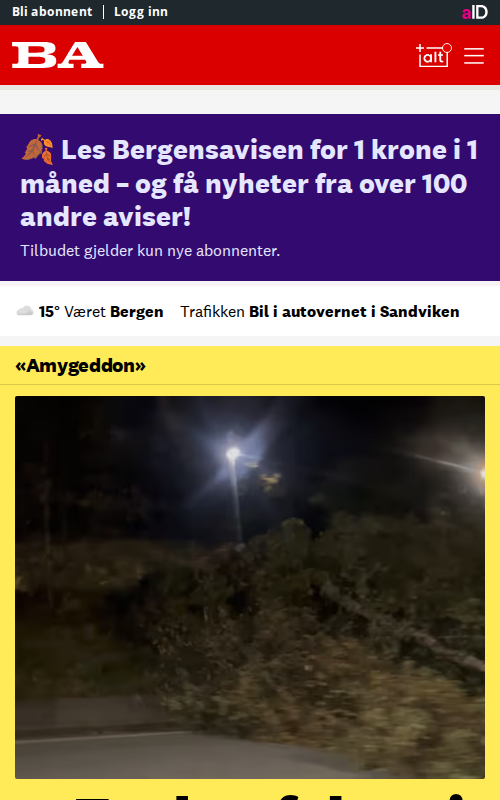 Bli abonnent Logg inn aID
BA +alt
Les Bergensavisen for 1 krone i 1
måned – og få nyheter fra over 100
andre aviser!
Tilbudet gjelder kun nye abonnenter.
15° Været Bergen Trafikken Bil i autovernet i Sandviken
«Amygeddon»